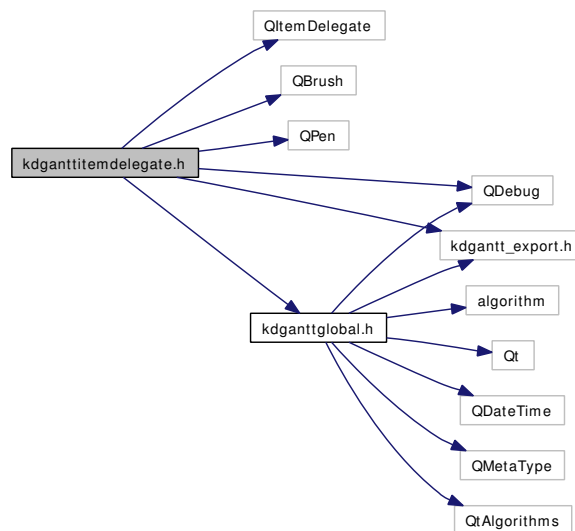 QItemDelegate
QBrush
QPen
kdganttitemdelegate.h
QDebug
kdgantt_export.h
algorithm
kdganttglobal.h
Qt
QDateTime
QMetaType
QtAlgorithms